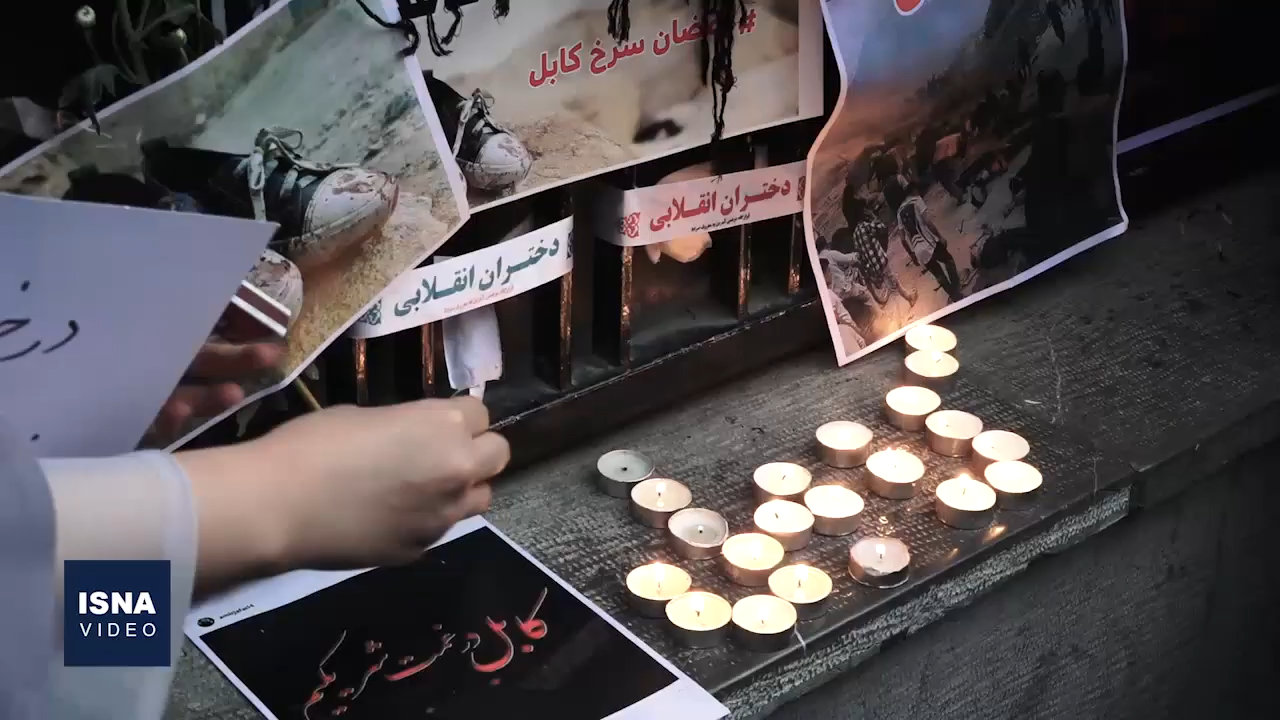 # رمضان سرخ کابل
دختران انقلابی
دختران انقلابی
کابل در غمت شریکیم
ISNA
VIDEO